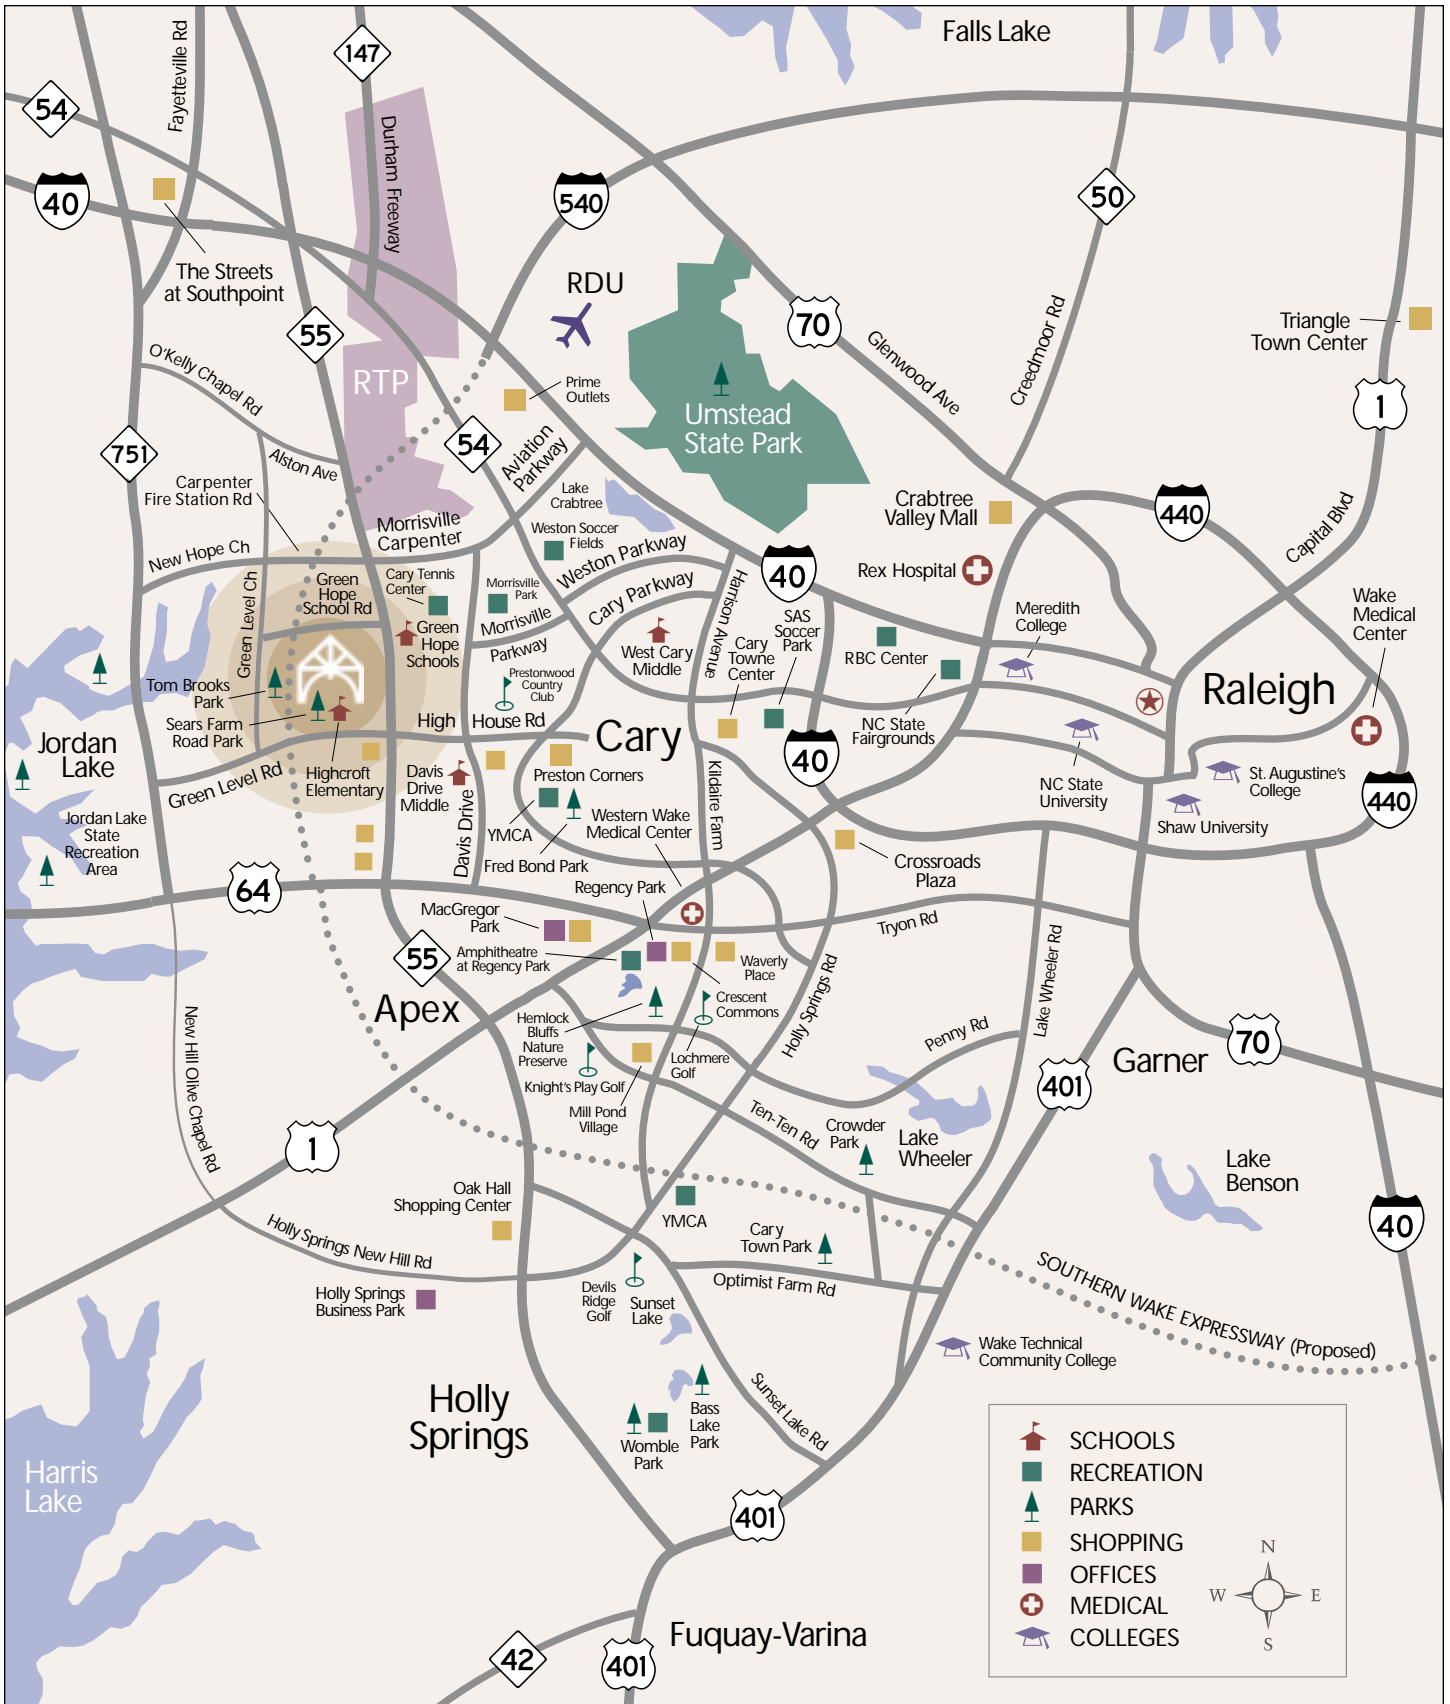 Falls Lake
147
54
Fayetteville Rd
Durham Freeway
40
540
50
The Streets
at Southpoint
RDU
70
55
Triangle
Town Center
Glenwood Ave
Creedmoor Rd
O'Kelly Chapel Rd
RTP
Prime
Outlets
1
Umstead
State Park
751
54
Aviation
Parkway
Alston Ave
Carpenter
Fire Station Rd
Lake
Crabtree
Crabtree
Valley Mall
440
Capital Blvd
Morrisville
Carpenter
Weston Soccer
Fields
New Hope Ch
Weston Parkway
40
Rex Hospital
Green
Hope
School Rd
Cary Tennis
Center
Morrisville
Park
Cary Parkway
Harrison Avenue
Green Level Ch
Meredith
College
Wake
Medical
Center
SAS
Soccer
Park
Green
Hope
Schools
Morrisville
Parkway
West Cary
Middle
Cary
Towne
Center
RBC Center
Prestonwood
Country
Club
Tom Brooks
Park
Raleigh
Sears Farm
Road Park
High
House Rd
Cary
NC State
Fairgrounds
Jordan
Lake
40
Highcroft
Elementary
Green Level Rd
Davis
Drive
Middle
Preston Corners
Kildaire Farm
NC State
University
St. Augustine's
College
440
Jordan Lake
State
Recreation
Area
YMCA
Western Wake
Medical Center
Shaw University
Davis Drive
Fred Bond Park
Crossroads
Plaza
64
Regency Park
MacGregor
Park
Tryon Rd
55
Amphitheatre
at Regency Park
Waverly
Place
Lake Wheeler Rd
Holly Springs Rd
Apex
Crescent
Commons
Hemlock
Bluffs
Nature
Preserve
New Hill Olive Chapel Rd
Lochmere
Golf
Penny Rd
Garner
70
Knight's Play Golf
401
Mill Pond
Village
Ten-Ten Rd
Crowder
Park
Lake
Wheeler
1
Lake
Benson
Oak Hall
Shopping Center
YMCA
40
Holly Springs New Hill Rd
Cary
Town Park
SOUTHERN WAKE EXPRESSWAY (Proposed)
Optimist Farm Rd
Holly Springs
Business Park
Devils
Ridge
Golf
Sunset
Lake
Wake Technical
Community College
Holly
Springs
Sunset Lake Rd
Bass
Lake
Park
Womble
Park
Harris
Lake
401
SCHOOLS
RECREATION
PARKS
SHOPPING
OFFICES
MEDICAL
COLLEGES
N
W
E
S
Fuquay-Varina
42
401